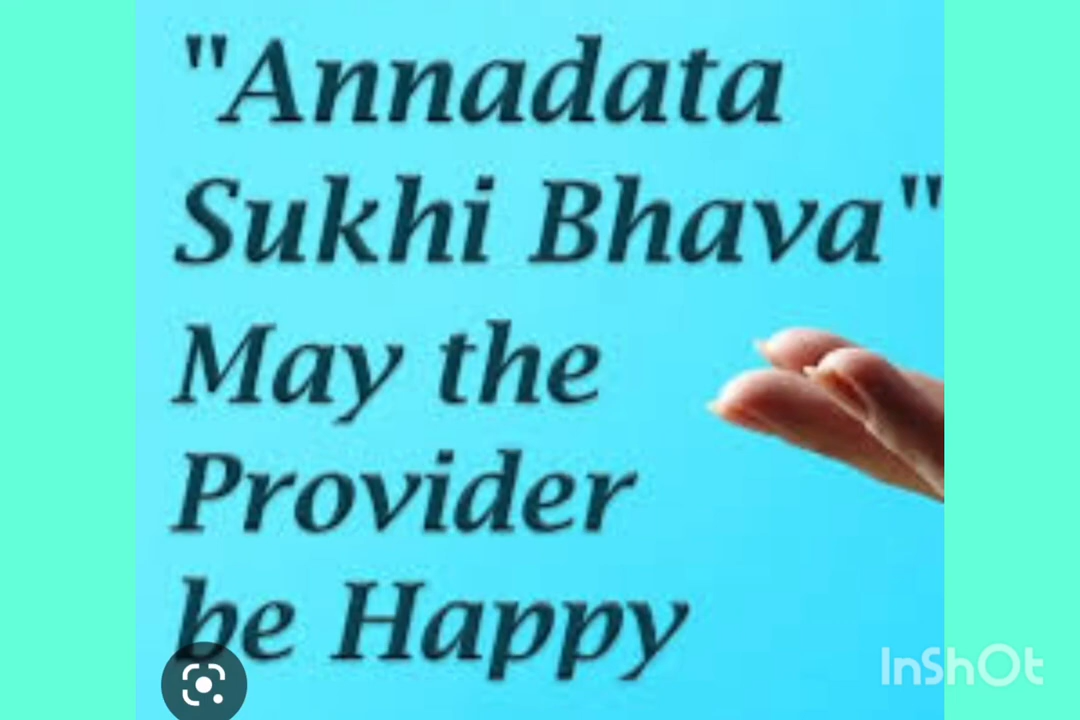 "Annadata
Sukhi Bhava"
May the
Provider
be Happy
InShOt